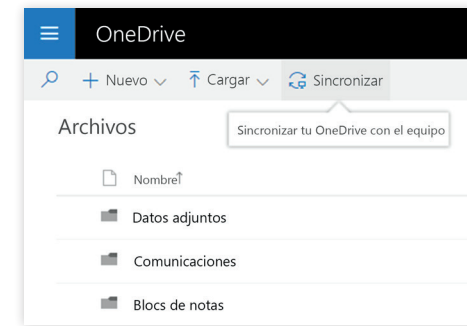 OneDrive
Nuevo Cargar Sincronizar
Archivos
Sincronizar tu OneDrive con el equipo
Nombre
Datos adjuntos
Comunicaciones
Blocs de notas